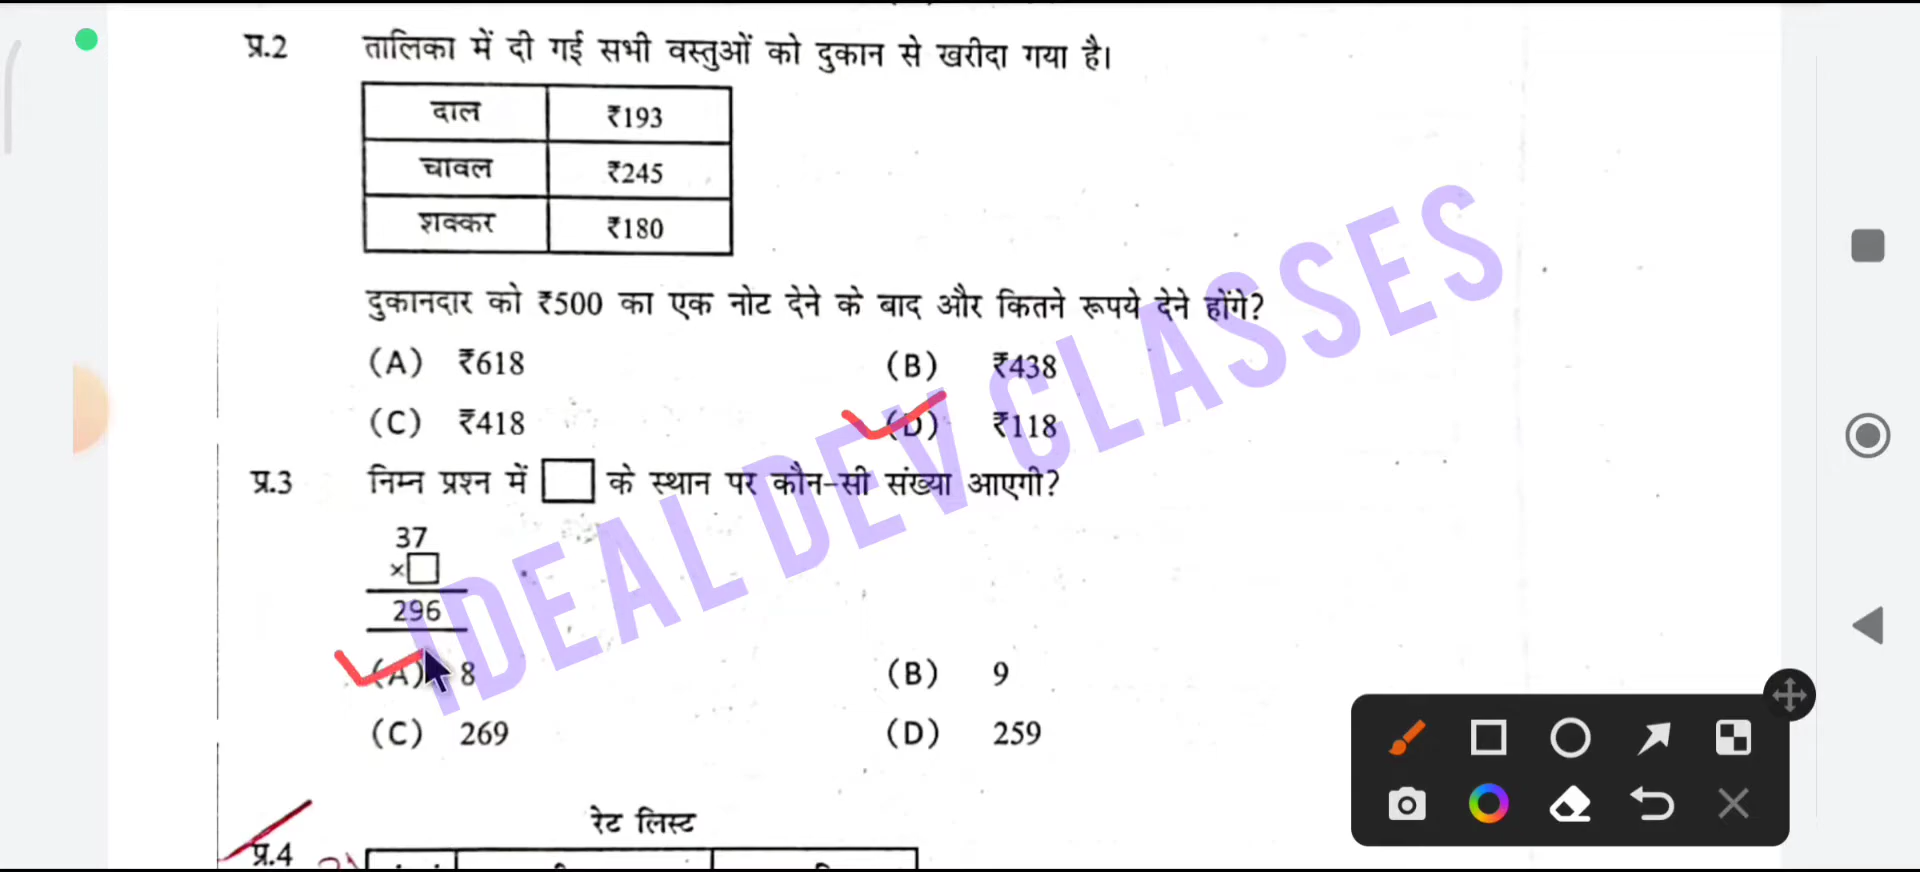 प्र.2 तालिका में दी गई सभी वस्तुओं को दुकान से खरीदा गया है।
दाल ₹193
चावल ₹245
शक्कर ₹180
दुकानदार को ₹500 का एक नोट देने के बाद और कितने रूपये देने होंगे?
(A) ₹618 (B) ₹438
(C) ₹418 (D) ₹118
प्र.3 निम्न प्रश्न में □ के स्थान पर कौन-सी संख्या आएगी?
37
×□
296
(A) 8 (B) 9
(C) 269 (D) 259
रेट लिस्ट
प्र.4
IDEAL DEV CLASSES